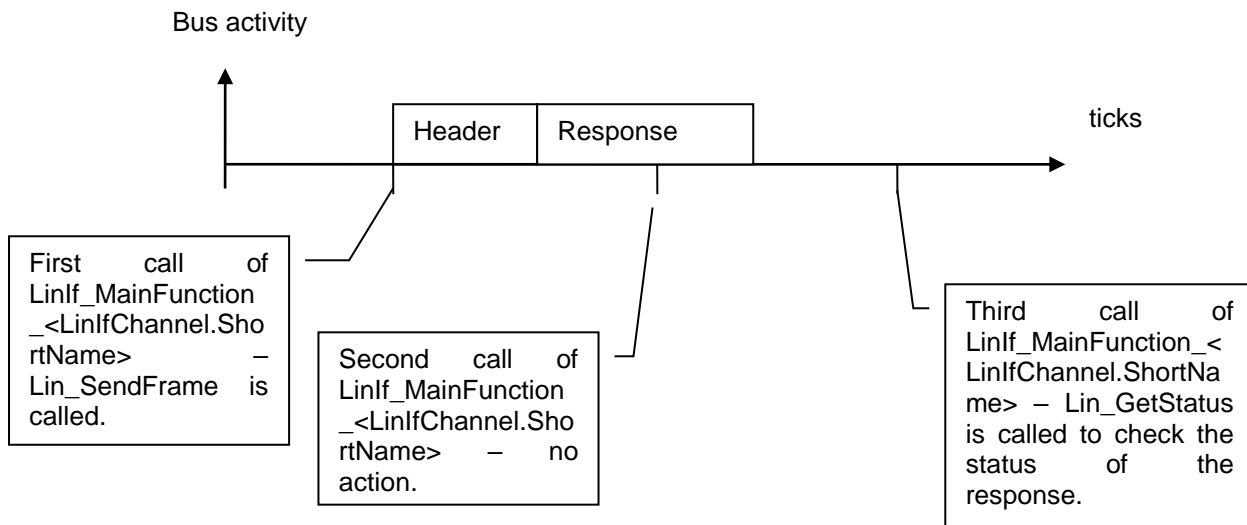 Bus activity
ticks
Header
Response
First call of
LinIf_MainFunction
_<LinIfChannel.Sho
rtName> –
Lin_SendFrame is
called.
Second call of
LinIf_MainFunction
_<LinIfChannel.Sho
rtName> – no
action.
Third call of
LinIf_MainFunction_<
LinIfChannel.ShortNa
me> – Lin_GetStatus
is called to check the
status of the
response.